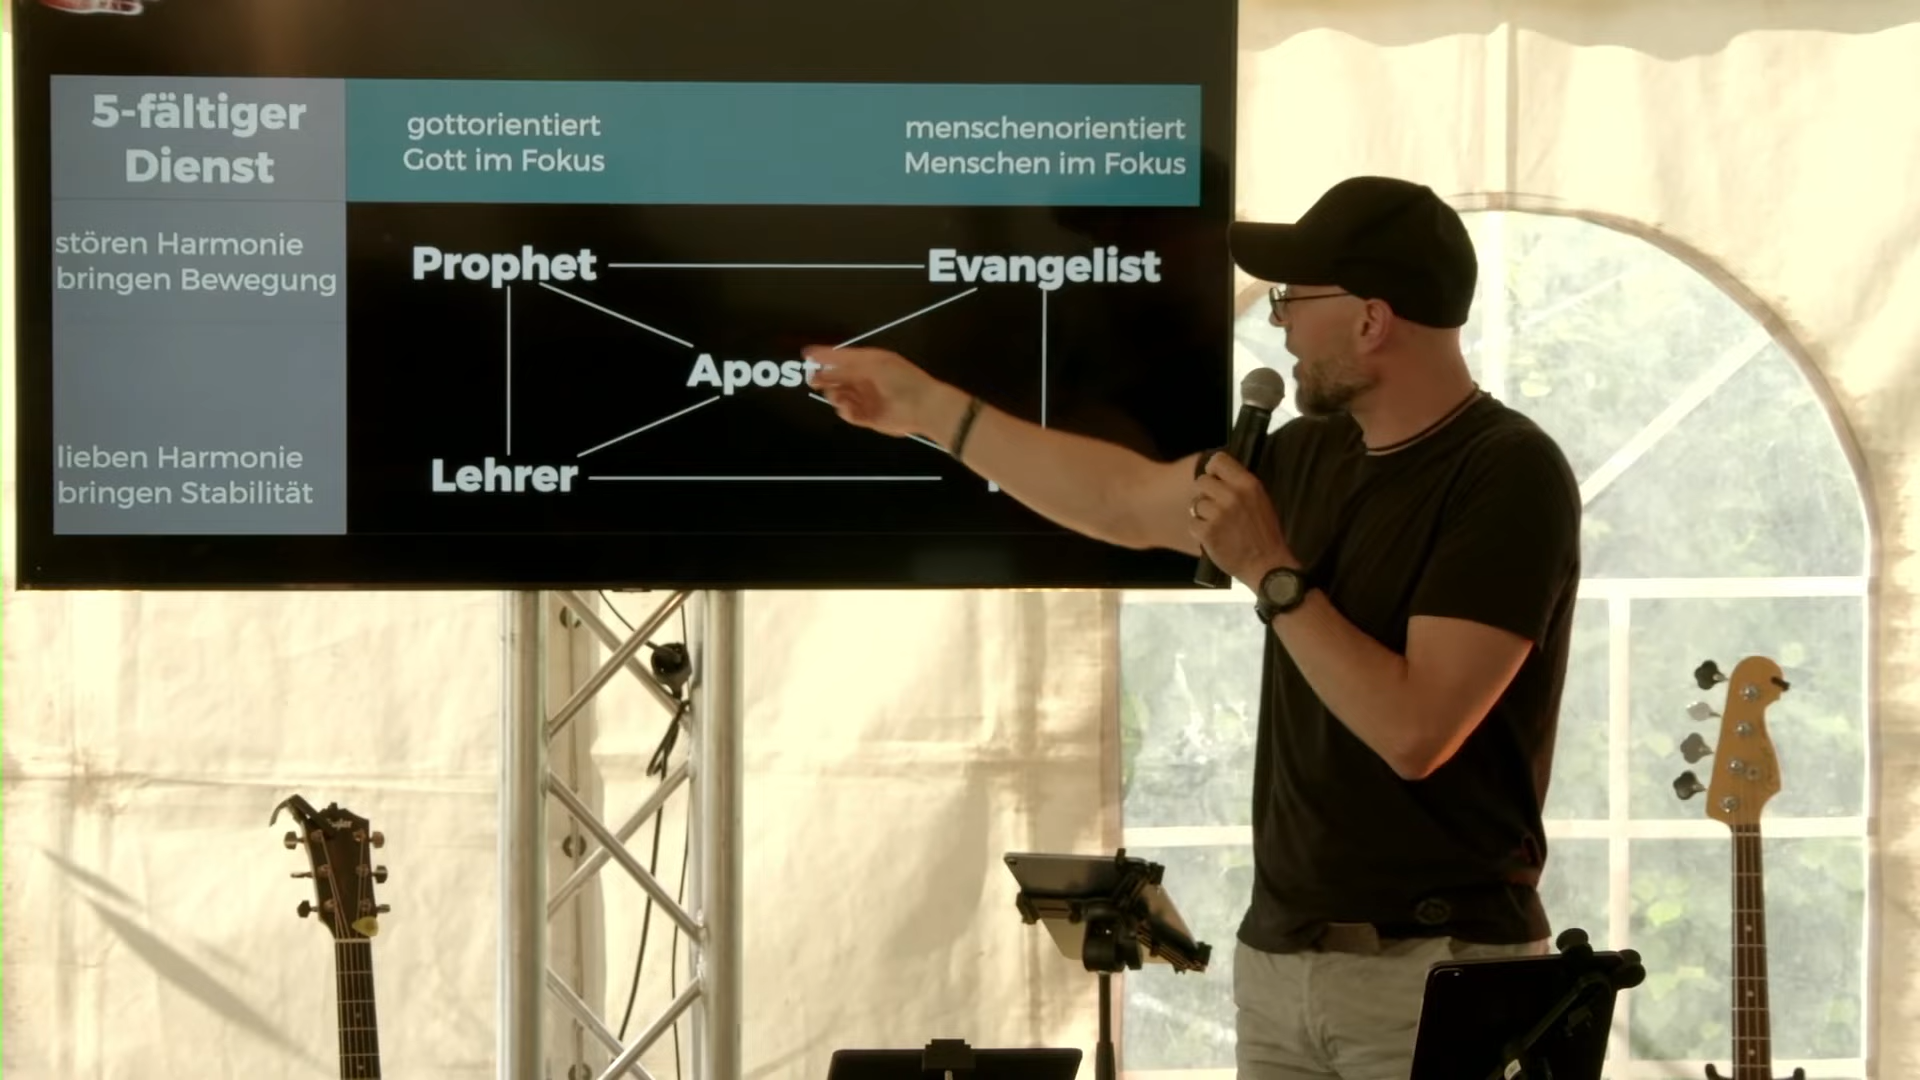 5-fältiger
Dienst
gottorientiert
Gott im Fokus
menschenorientiert
Menschen im Fokus
stören Harmonie
bringen Bewegung
Prophet
Evangelist
Apost
lieben Harmonie
bringen Stabilität
Lehrer